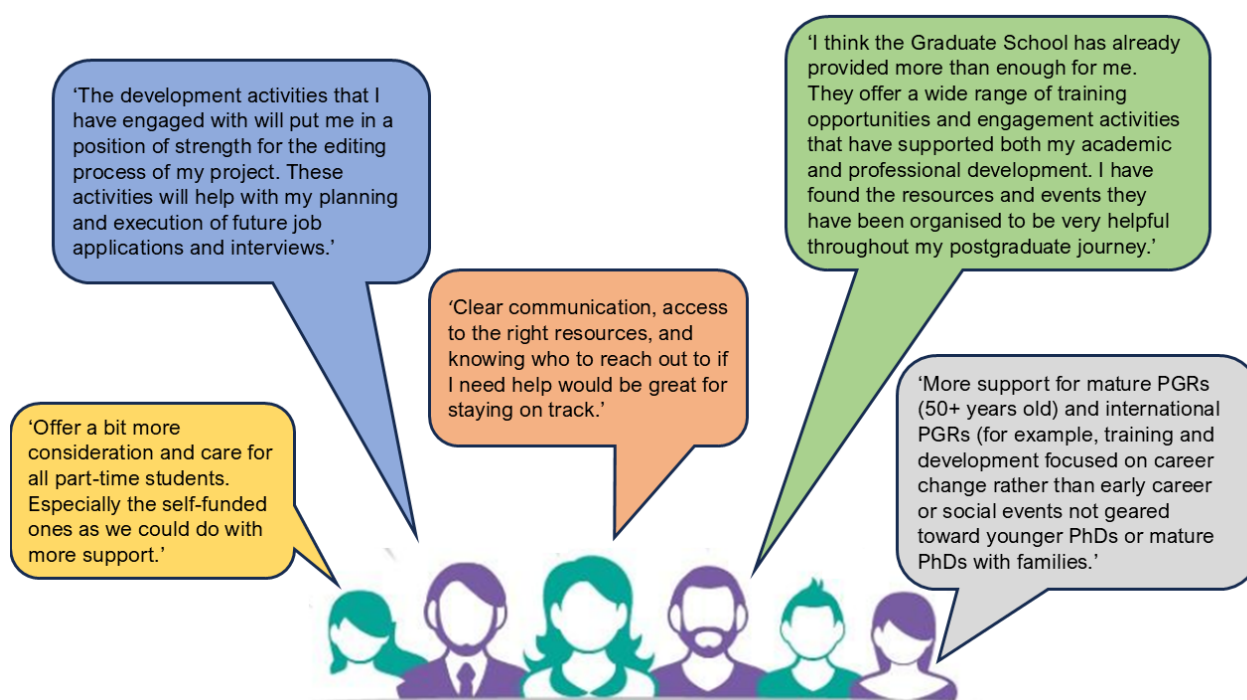 ‘The development activities that I
have engaged with will put me in a
position of strength for the editing
process of my project. These
activities will help with my planning
and execution of future job
applications and interviews.’
‘I think the Graduate School has already
provided more than enough for me.
They offer a wide range of training
opportunities and engagement activities
that have supported both my academic
and professional development. I have
found the resources and events they
have been organised to be very helpful
throughout my postgraduate journey.’
‘Clear communication, access
to the right resources, and
knowing who to reach out to if
I need help would be great for
staying on track.’
‘Offer a bit more
consideration and care for
all part-time students.
Especially the self-funded
ones as we could do with
more support.’
‘More support for mature PGRs
(50+ years old) and international
PGRs (for example, training and
development focused on career
change rather than early career
or social events not geared
toward younger PhDs or mature
PhDs with families.’